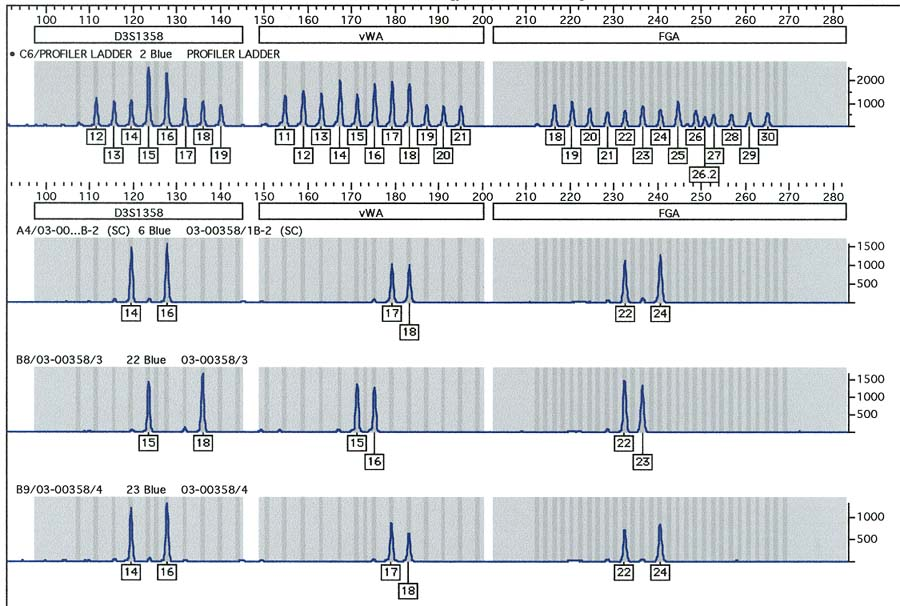 100 110 120 130 140 150 160 170 180 190 200 210 220 230 240 250 260 270 280
D3S1358 vWA FGA
• C6/PROFILER LADDER 2 Blue PROFILER LADDER
2000
1000
12 14 16 18 11 13 15 17 19 21 18 20 22 24 26 28 30
13 15 17 19 12 14 16 18 20 19 21 23 25 27 29
26.2
100 110 120 130 140 150 160 170 180 190 200 210 220 230 240 250 260 270 280
D3S1358 vWA FGA
A4/03-00...B-2 (SC) 6 Blue 03-00358/1B-2 (SC)
1500
1000
500
14 16 17 22 24
18
B8/03-00358/3 22 Blue 03-00358/3
1500
1000
500
15 18 15 22
16 23
B9/03-00358/4 23 Blue 03-00358/4
1000
500
14 16 17 22 24
18